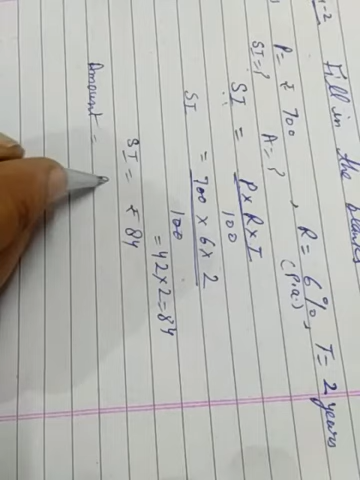 -2
Fill in the blanks
P = ₹ 700, R = 6%, T = 2 years
(P.a.)
SI = ? A = ?
SI = P × R × T
100
SI = 700 × 6 × 2
100
= 42 × 2 = 84
SI = ₹ 84
Amount =